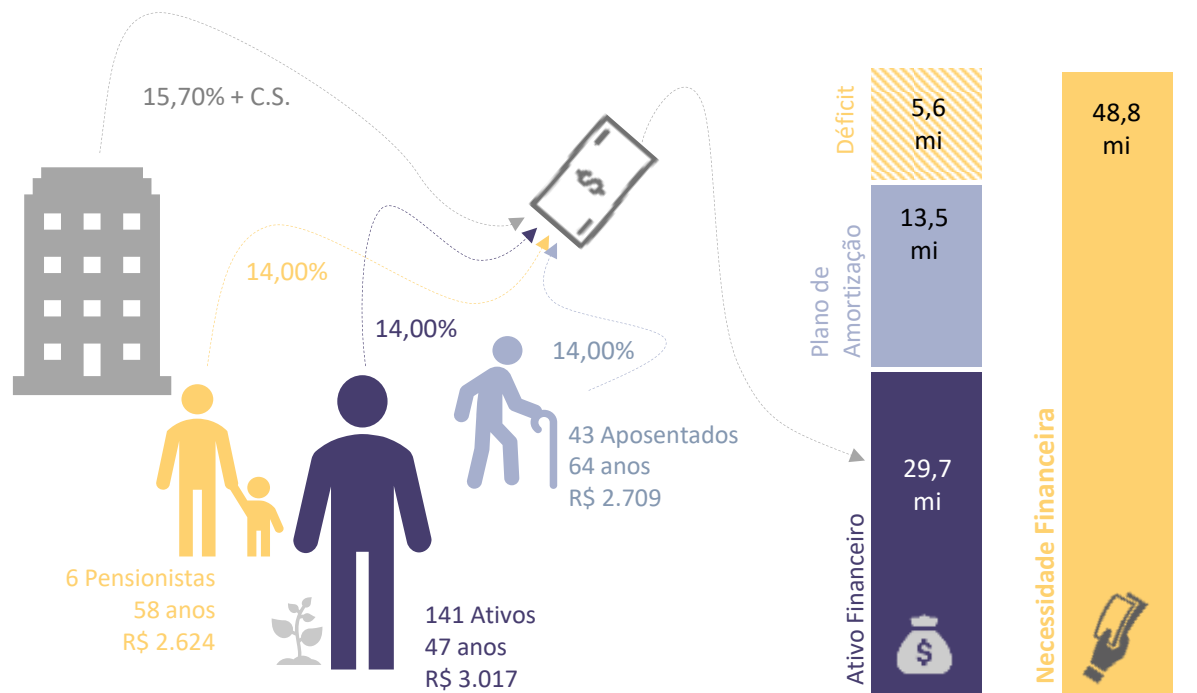 15,70% + C.S.
14,00%
14,00%
14,00%
6 Pensionistas
58 anos
R$ 2.624
141 Ativos
47 anos
R$ 3.017
43 Aposentados
64 anos
R$ 2.709
$
Déficit
5,6
mi
Plano de
Amortização
13,5
mi
Ativo Financeiro
29,7
mi
$
Necessidade Financeira
48,8
mi